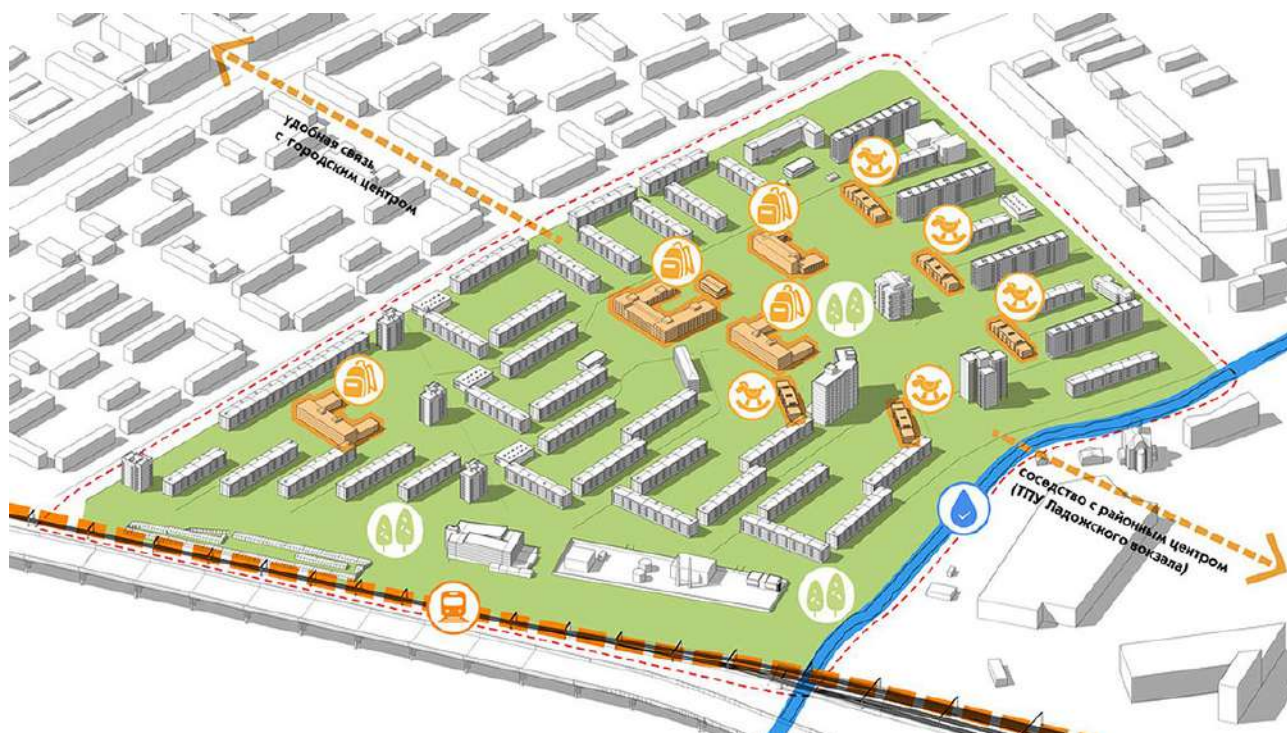 удобная связь
с городским центром
соседство с районным центром
(ТПУ Ладожского вокзала)